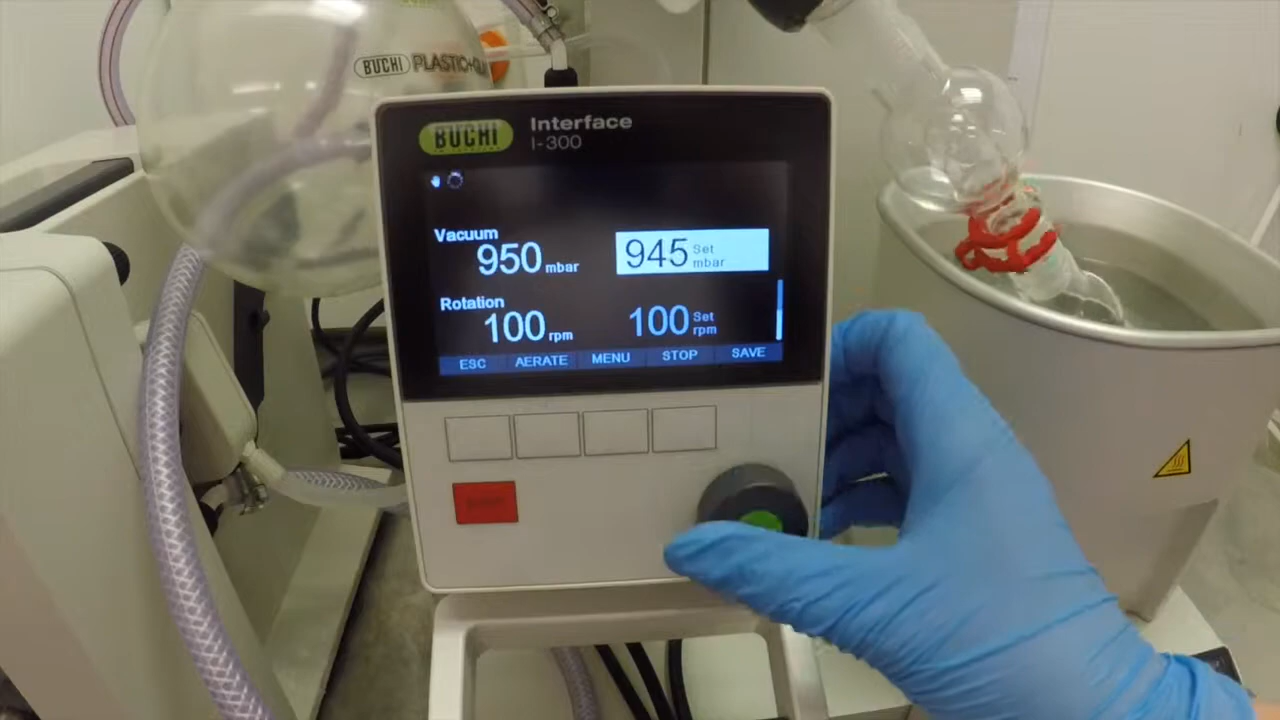 BUCHI PLASTIC+GL
BUCHI
Interface
I-300
Vacuum
950 mbar
945 Set mbar
Rotation
100 rpm
100 Set rpm
ESC AERATE MENU STOP SAVE